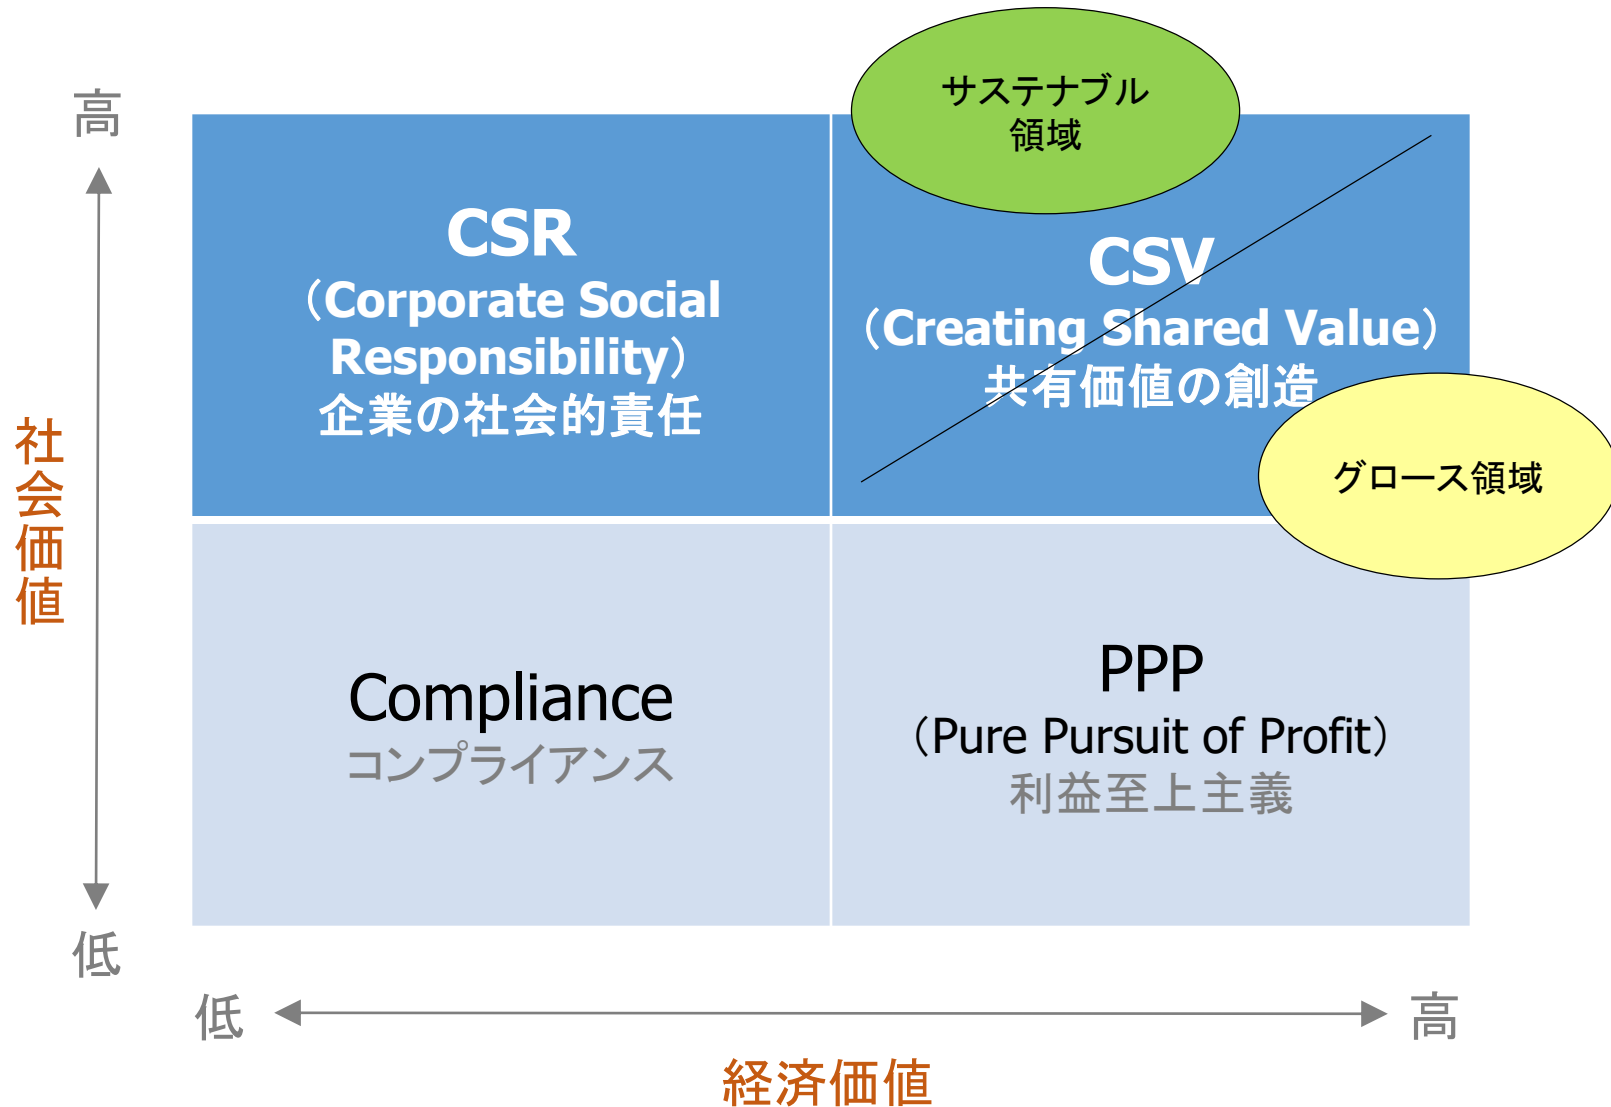 サステナブル
領域
高
CSR
（Corporate Social
Responsibility）
企業の社会的責任
CSV
（Creating Shared Value）
共有価値の創造
グロース領域
社会価値
Compliance
コンプライアンス
PPP
（Pure Pursuit of Profit）
利益至上主義
低
低
高
経済価値